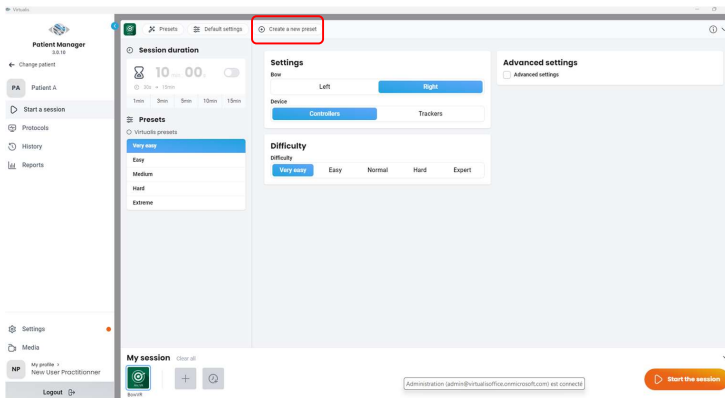 Virtualis
Patient Manager
3.0.16
Change patient
PA Patient A
Start a session
Protocols
History
Reports
Settings
Media
NP
My profile >
New User Practitionner
Logout
Presets
Default settings
Create a new preset
Session duration
10 00
30s
15mn
1mn 3mn 5mn 10mn 15mn
Presets
Virtualis presets
Very easy
Easy
Medium
Hard
Extreme
Settings
Bow
Left Right
Device
Controllers Trackers
Difficulty
Difficulty
Very easy Easy Normal Hard Expert
Advanced settings
Advanced settings
My session Clear all
BowVR
Administration (admin@virtualisoffice.onmicrosoft.com) est connecté
Start the session